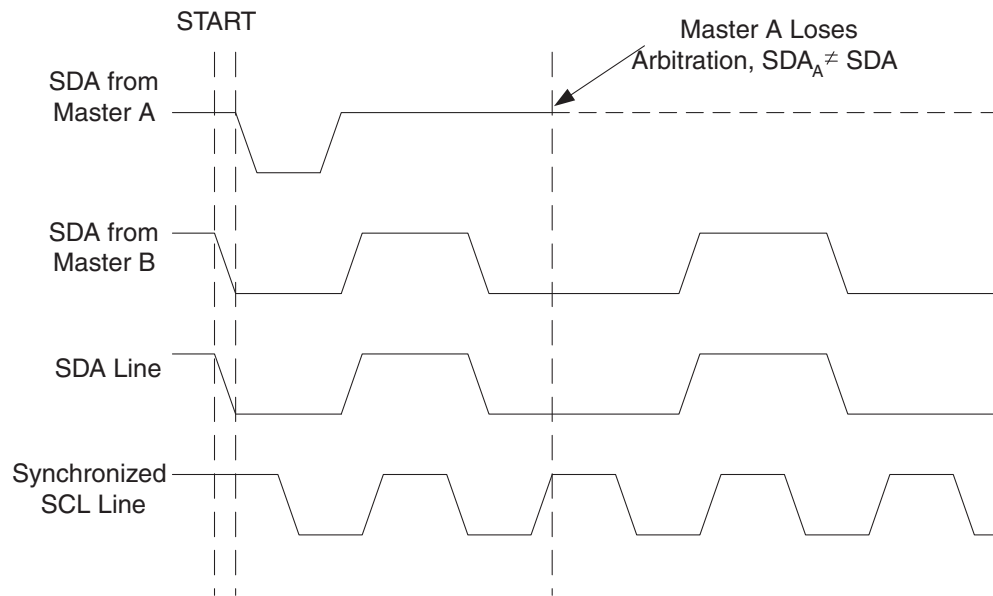 START
Master A Loses
Arbitration, SDA_A ≠ SDA
SDA from
Master A
SDA from
Master B
SDA Line
Synchronized
SCL Line